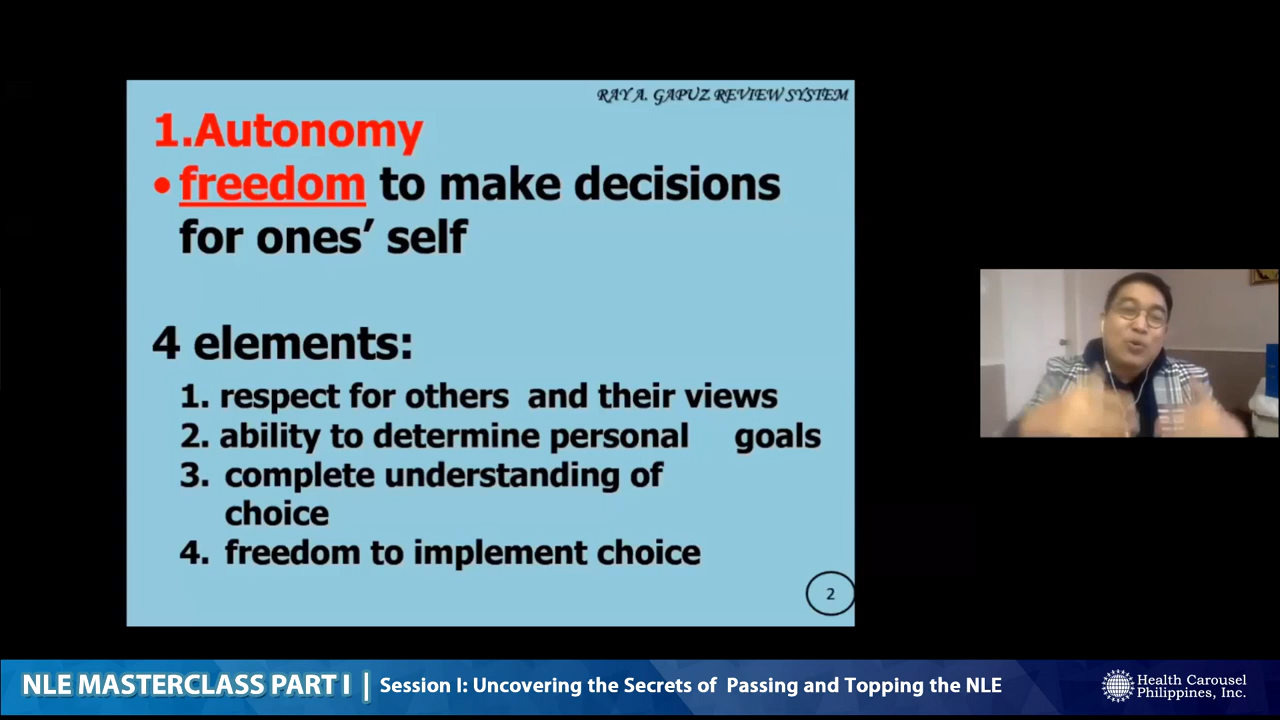 RAY A. GAPUZ REVIEW SYSTEM
1.Autonomy
• freedom to make decisions
for ones’ self
4 elements:
1. respect for others and their views
2. ability to determine personal goals
3. complete understanding of
choice
4. freedom to implement choice
2
NLE MASTERCLASS PART I | Session I: Uncovering the Secrets of Passing and Topping the NLE
Health Carousel
Philippines, Inc.